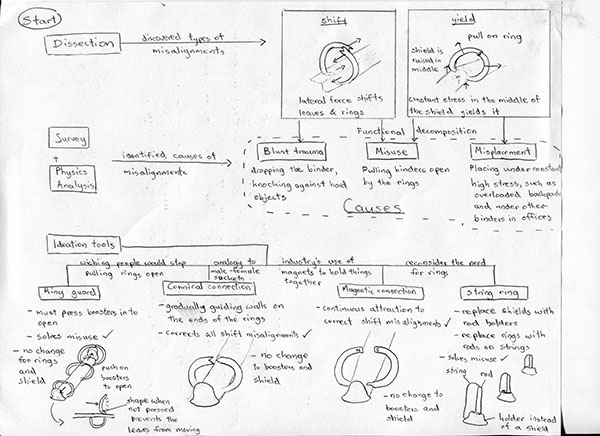 Start
Dissection
discovered types of
misalignments
shift
lateral force shifts
leaves & rings
yield
pull on ring
shield is
raised in
middle
constant stress in the middle of
the shield yields it
Functional decomposition
Survey
+
Physics
Analysis
identified causes of
misalignments
Blunt trauma
dropping the binder,
knocking against hard
objects
Misuse
Pulling binders open
by the rings
Misplacement
Placing under constant
high stress, such as
overloaded backpacks
and under other
binders in offices
Causes
Ideation tools
wishing people would stop
pulling rings open
analogy to
male-female
sockets
industry's use of
magnets to hold things
together
reconsider the need
for rings
Ring guard
- must press boosters in to
open
- solves misuse ✓
- no change
for rings
and
shield
push on
boosters
to open
shape when
not pressed
prevents the
leaves from moving
Connical connection
- gradually guiding walls on
the ends of the rings
- corrects all shift misalignments ✓
- no change
to boosters and
shield
Magnetic connection
- continuous attraction to
correct shift misalignments ✓
- no change to
boosters and
shield
string ring
- replace shields with
rod holders
- replace rings with
rods on strings
- solves misuse ✓
string
rod
holder instead
of a shield